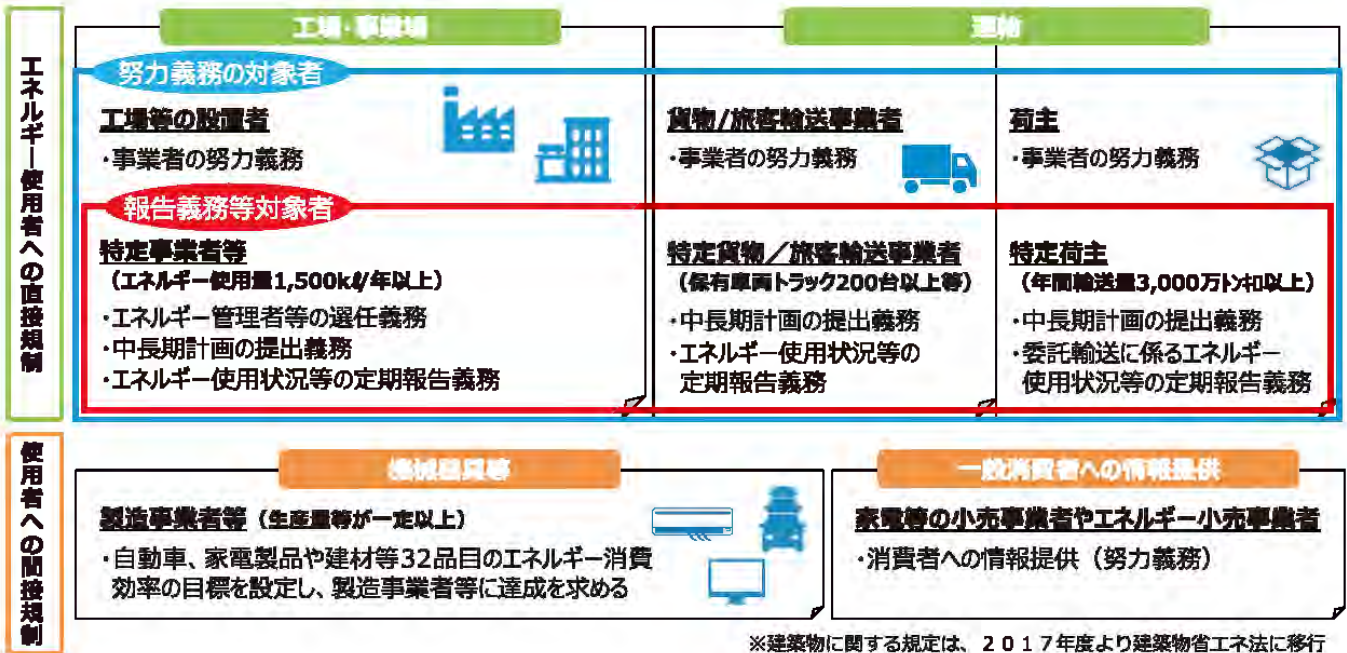 エネルギー使用者への直接規制
工場・事業場
運輸
努力義務の対象者
工場等の設置者
・事業者の努力義務
貨物/旅客輸送事業者
・事業者の努力義務
荷主
・事業者の努力義務
報告義務等対象者
特定事業者等
（エネルギー使用量1,500kℓ/年以上）
・エネルギー管理者等の選任義務
・中長期計画の提出義務
・エネルギー使用状況等の定期報告義務
特定貨物／旅客輸送事業者
（保有車両トラック200台以上等）
・中長期計画の提出義務
・エネルギー使用状況等の
定期報告義務
特定荷主
（年間輸送量3,000万トンキロ以上）
・中長期計画の提出義務
・委託輸送に係るエネルギー
使用状況等の定期報告義務
使用者への間接規制
機械器具等
製造事業者等（生産量等が一定以上）
・自動車、家電製品や建材等32品目のエネルギー消費
効率の目標を設定し、製造事業者等に達成を求める
一般消費者への情報提供
家電等の小売事業者やエネルギー小売事業者
・消費者への情報提供（努力義務）
※建築物に関する規定は、２０１７年度より建築物省エネ法に移行